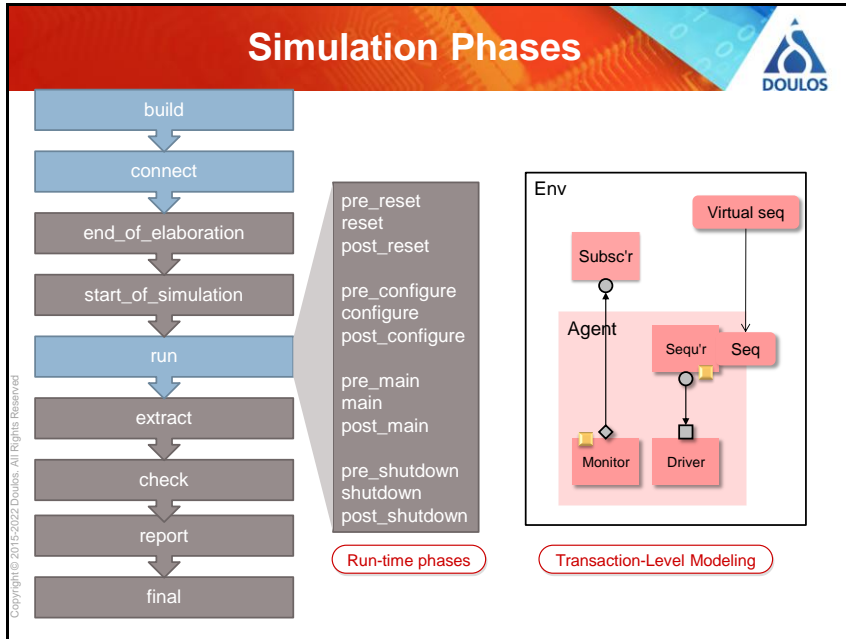 Simulation Phases
DOULOS
build
connect
end_of_elaboration
start_of_simulation
run
extract
check
report
final
pre_reset
reset
post_reset
pre_configure
configure
post_configure
pre_main
main
post_main
pre_shutdown
shutdown
post_shutdown
Run-time phases
Env
Virtual seq
Subsc'r
Agent
Sequ'r
Seq
Monitor
Driver
Transaction-Level Modeling
Copyright © 2015-2022 Doulos. All Rights Reserved